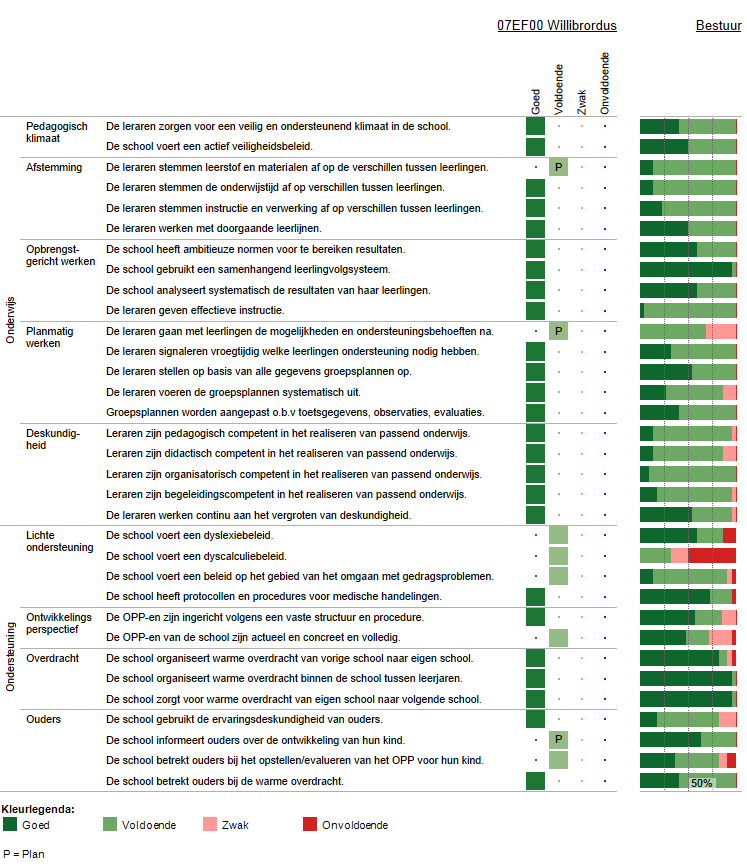 07EF00 Willibrordus Bestuur
Goed Voldoende Zwak Onvoldoende
Onderwijs
Pedagogisch klimaat De leraren zorgen voor een veilig en ondersteunend klimaat in de school.
De school voert een actief veiligheidsbeleid.
Afstemming De leraren stemmen leerstof en materialen af op de verschillen tussen leerlingen. P
De leraren stemmen de onderwijstijd af op verschillen tussen leerlingen.
De leraren stemmen instructie en verwerking af op verschillen tussen leerlingen.
De leraren werken met doorgaande leerlijnen.
Opbrengst-gericht werken De school heeft ambitieuze normen voor te bereiken resultaten.
De school gebruikt een samenhangend leerlingvolgsysteem.
De school analyseert systematisch de resultaten van haar leerlingen.
De leraren geven effectieve instructie.
Planmatig werken De leraren gaan met leerlingen de mogelijkheden en ondersteuningsbehoeften na. P
De leraren signaleren vroegtijdig welke leerlingen ondersteuning nodig hebben.
De leraren stellen op basis van alle gegevens groepsplannen op.
De leraren voeren de groepsplannen systematisch uit.
Groepsplannen worden aangepast o.b.v toetsgegevens, observaties, evaluaties.
Deskundig-heid Leraren zijn pedagogisch competent in het realiseren van passend onderwijs.
Leraren zijn didactisch competent in het realiseren van passend onderwijs.
Leraren zijn organisatorisch competent in het realiseren van passend onderwijs.
Leraren zijn begeleidingscompetent in het realiseren van passend onderwijs.
De leraren werken continu aan het vergroten van deskundigheid.
Ondersteuning
Lichte ondersteuning De school voert een dyslexiebeleid.
De school voert een dyscalculiebeleid.
De school voert een beleid op het gebied van het omgaan met gedragsproblemen.
De school heeft protocollen en procedures voor medische handelingen.
Ontwikkelings perspectief De OPP-en zijn ingericht volgens een vaste structuur en procedure.
De OPP-en van de school zijn actueel en concreet en volledig.
Overdracht De school organiseert warme overdracht van vorige school naar eigen school.
De school organiseert warme overdracht binnen de school tussen leerjaren.
De school zorgt voor warme overdracht van eigen school naar volgende school.
Ouders De school gebruikt de ervaringsdeskundigheid van ouders.
De school informeert ouders over de ontwikkeling van hun kind. P
De school betrekt ouders bij het opstellen/evalueren van het OPP voor hun kind.
De school betrekt ouders bij de warme overdracht. 50%
Kleurlegenda:
Goed Voldoende Zwak Onvoldoende
P = Plan